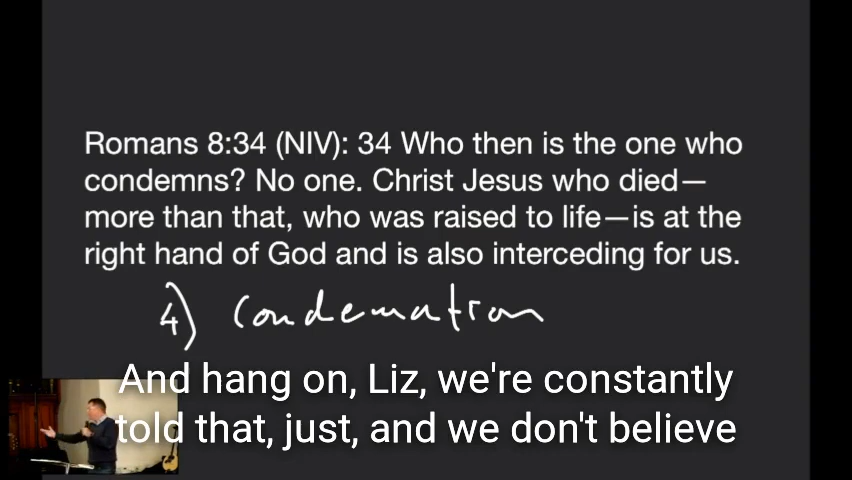 Romans 8:34 (NIV): 34 Who then is the one who
condemns? No one. Christ Jesus who died—
more than that, who was raised to life—is at the
right hand of God and is also interceding for us.
4) Condemation
And hang on, Liz, we're constantly
told that, just, and we don't believe